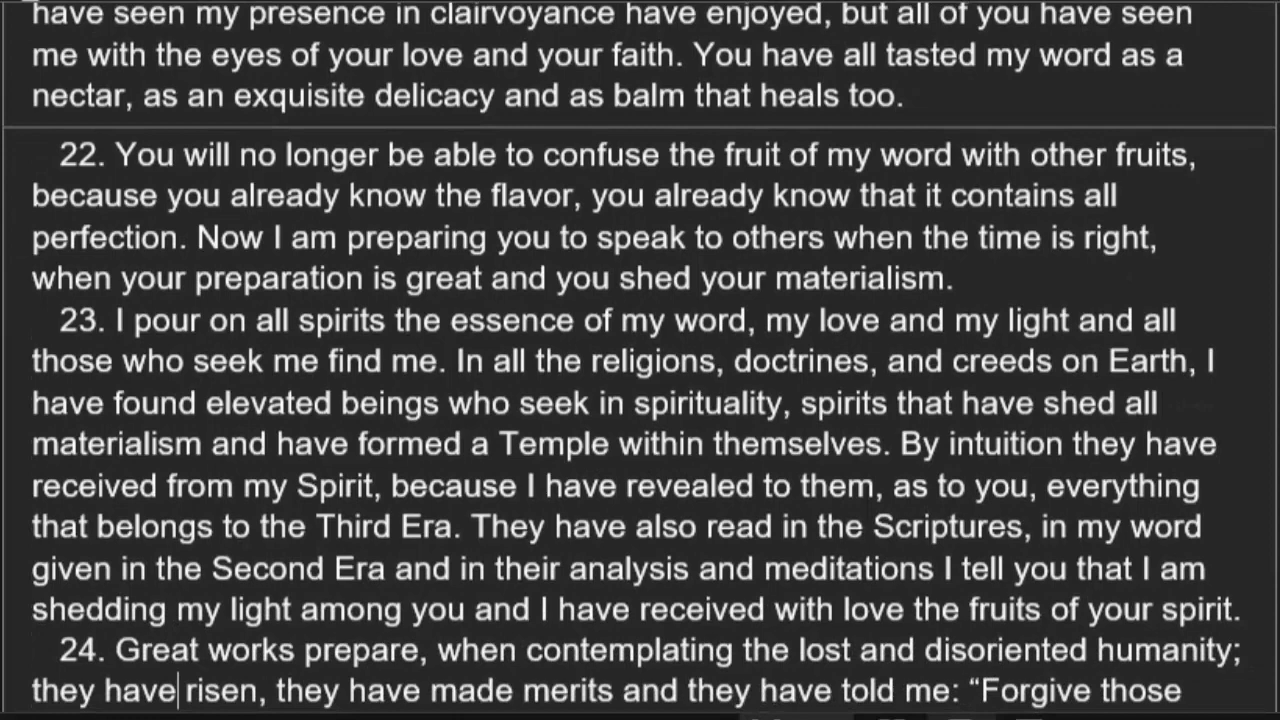 have seen my presence in clairvoyance have enjoyed, but all of you have seen
me with the eyes of your love and your faith. You have all tasted my word as a
nectar, as an exquisite delicacy and as balm that heals too.
22. You will no longer be able to confuse the fruit of my word with other fruits,
because you already know the flavor, you already know that it contains all
perfection. Now I am preparing you to speak to others when the time is right,
when your preparation is great and you shed your materialism.
23. I pour on all spirits the essence of my word, my love and my light and all
those who seek me find me. In all the religions, doctrines, and creeds on Earth, I
have found elevated beings who seek in spirituality, spirits that have shed all
materialism and have formed a Temple within themselves. By intuition they have
received from my Spirit, because I have revealed to them, as to you, everything
that belongs to the Third Era. They have also read in the Scriptures, in my word
given in the Second Era and in their analysis and meditations I tell you that I am
shedding my light among you and I have received with love the fruits of your spirit.
24. Great works prepare, when contemplating the lost and disoriented humanity;
they have risen, they have made merits and they have told me: “Forgive those